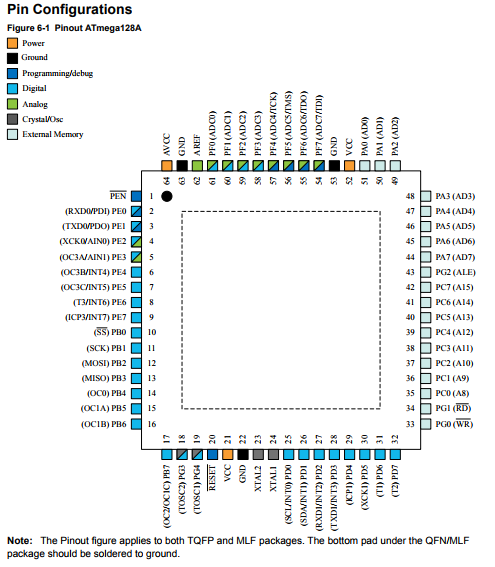 Pin Configurations
Figure 6-1 Pinout ATmega128A
Power
Ground
Programming/debug
Digital
Analog
Crystal/Osc
External Memory
AVCC
GND
AREF
PF0 (ADC0)
PF1 (ADC1)
PF2 (ADC2)
PF3 (ADC3)
PF4 (ADC4/TCK)
PF5 (ADC5/TMS)
PF6 (ADC6/TDO)
PF7 (ADC7/TDI)
GND
VCC
PA0 (AD0)
PA1 (AD1)
PA2 (AD2)
64 63 62 61 60 59 58 57 56 55 54 53 52 51 50 49
PEN 1
(RXD0/PDI) PE0 2
(TXD0/PDO) PE1 3
(XCK0/AIN0) PE2 4
(OC3A/AIN1) PE3 5
(OC3B/INT4) PE4 6
(OC3C/INT5) PE5 7
(T3/INT6) PE6 8
(ICP3/INT7) PE7 9
(SS) PB0 10
(SCK) PB1 11
(MOSI) PB2 12
(MISO) PB3 13
(OC0) PB4 14
(OC1A) PB5 15
(OC1B) PB6 16
48 PA3 (AD3)
47 PA4 (AD4)
46 PA5 (AD5)
45 PA6 (AD6)
44 PA7 (AD7)
43 PG2 (ALE)
42 PC7 (A15)
41 PC6 (A14)
40 PC5 (A13)
39 PC4 (A12)
38 PC3 (A11)
37 PC2 (A10)
36 PC1 (A9)
35 PC0 (A8)
34 PG1 (RD)
33 PG0 (WR)
17 18 19 20 21 22 23 24 25 26 27 28 29 30 31 32
(OC2/OC1C) PB7
(TOSC2) PG3
(TOSC1) PG4
RESET
VCC
GND
XTAL2
XTAL1
(SCL/INT0) PD0
(SDA/INT1) PD1
(RXD1/INT2) PD2
(TXD1/INT3) PD3
(ICP1) PD4
(XCK1) PD5
(T1) PD6
(T2) PD7
Note: The Pinout figure applies to both TQFP and MLF packages. The bottom pad under the QFN/MLF
package should be soldered to ground.